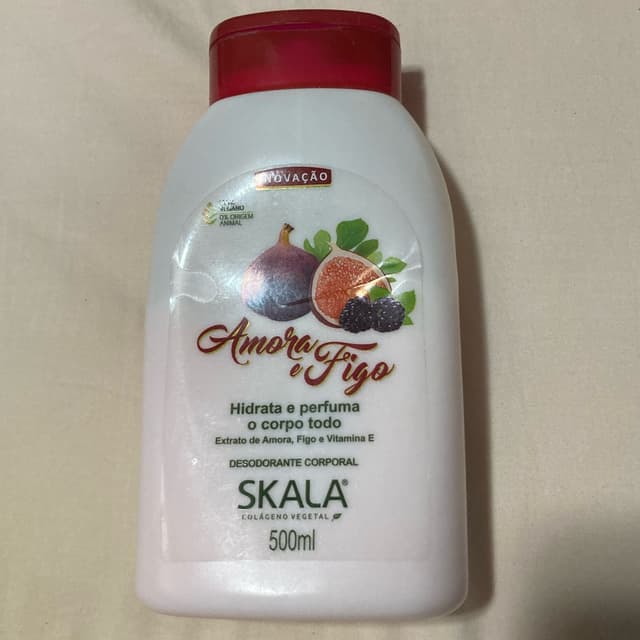 NOVAÇÃO
VEGANO
0% ORIGEM
ANIMAL
Amora
e Figo
Hidrata e perfuma
o corpo todo
Extrato de Amora, Figo e Vitamina E
DESODORANTE CORPORAL
SKALA®
COLÁGENO VEGETAL
500ml